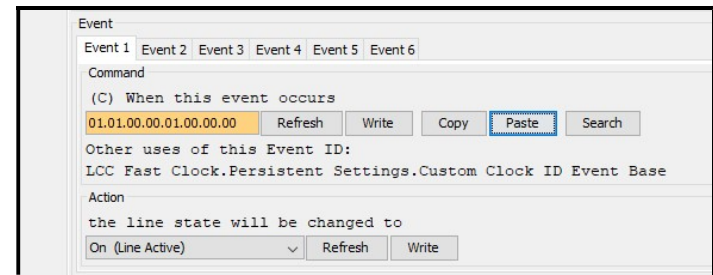 Event
Event 1 Event 2 Event 3 Event 4 Event 5 Event 6
Command
(C) When this event occurs
01.01.00.00.01.00.00.00 Refresh Write Copy Paste Search
Other uses of this Event ID:
LCC Fast Clock.Persistent Settings.Custom Clock ID Event Base
Action
the line state will be changed to
On (Line Active) Refresh Write